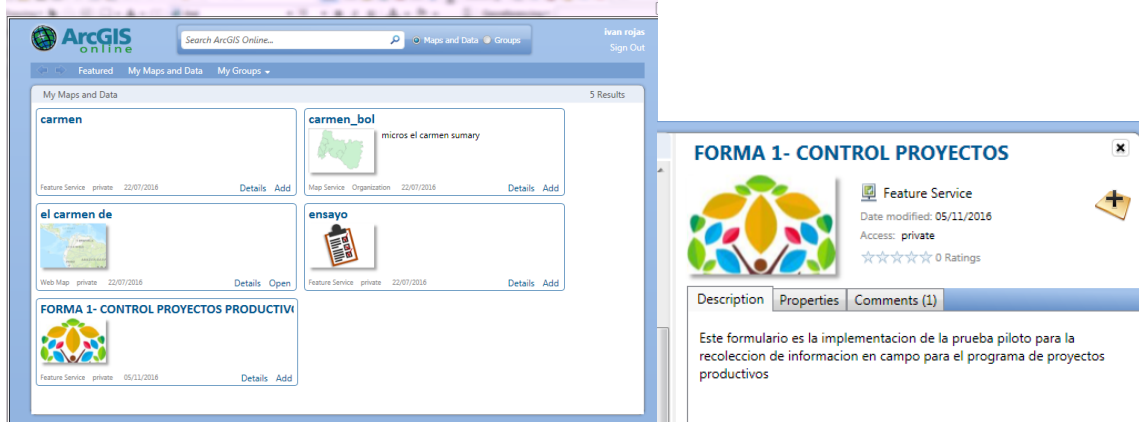 ArcGIS
online
Search ArcGIS Online...
Maps and Data Groups
ivan rojas
Sign Out
Featured My Maps and Data My Groups
My Maps and Data
5 Results
carmen
Feature Service private 22/07/2016
Details Add
carmen_bol
micros el carmen sumary
Map Service Organization 22/07/2016
Details Add
el carmen de
Web Map private 22/07/2016
Details Open
ensayo
Feature Service private 22/07/2016
Details Add
FORMA 1- CONTROL PROYECTOS PRODUCTIV
Feature Service private 05/11/2016
Details Add
FORMA 1- CONTROL PROYECTOS
Feature Service
Date modified: 05/11/2016
Access: private
0 Ratings
Description Properties Comments (1)
Este formulario es la implementacion de la prueba piloto para la
recoleccion de informacion en campo para el programa de proyectos
productivos